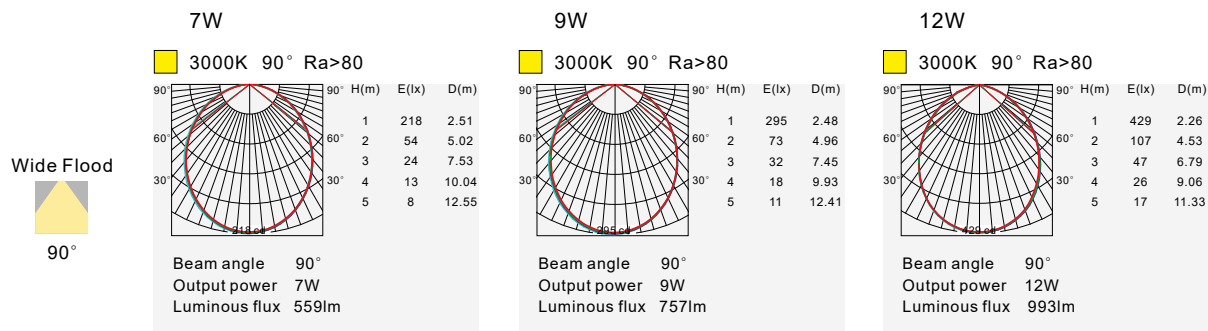 Wide Flood
90°
7W
3000K 90° Ra>80
90° 90° H(m) E(lx) D(m)
1 218 2.51
60° 60° 2 54 5.02
3 24 7.53
30° 30° 4 13 10.04
5 8 12.55
218 cd
Beam angle 90°
Output power 7W
Luminous flux 559lm
9W
3000K 90° Ra>80
90° 90° H(m) E(lx) D(m)
1 295 2.48
60° 60° 2 73 4.96
3 32 7.45
30° 30° 4 18 9.93
5 11 12.41
295 cd
Beam angle 90°
Output power 9W
Luminous flux 757lm
12W
3000K 90° Ra>80
90° 90° H(m) E(lx) D(m)
1 429 2.26
60° 60° 2 107 4.53
3 47 6.79
30° 30° 4 26 9.06
5 17 11.33
429 cd
Beam angle 90°
Output power 12W
Luminous flux 993lm